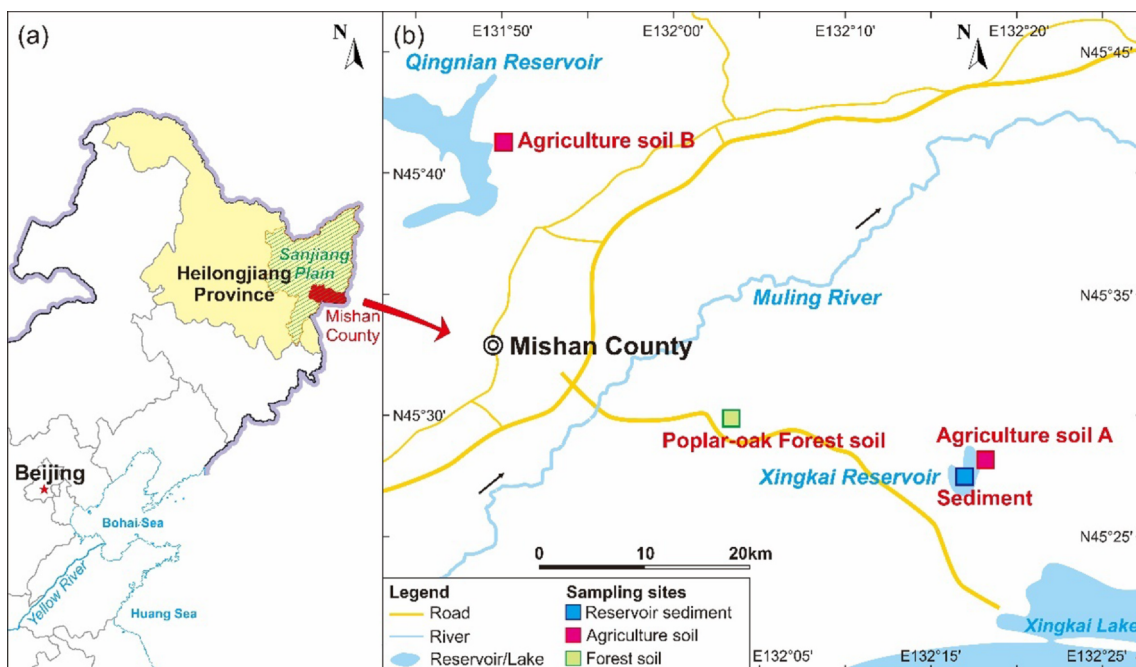 (a)
N
Sanjiang
Plain
Heilongjiang
Province
Mishan
County
Beijing
Bohai Sea
Yellow River
Huang Sea
(b)
E131°50'
E132°00'
E132°10'
E132°20'
N
N45°45'
Qingnian Reservoir
Agriculture soil B
N45°40'
Muling River
N45°35'
Mishan County
N45°30'
Poplar-oak Forest soil
Agriculture soil A
Xingkai Reservoir
Sediment
N45°25'
0 10 20km
Legend
Road
River
Reservoir/Lake
Sampling sites
Reservoir sediment
Agriculture soil
Forest soil
Xingkai Lake
E132°05'
E132°15'
E132°25'